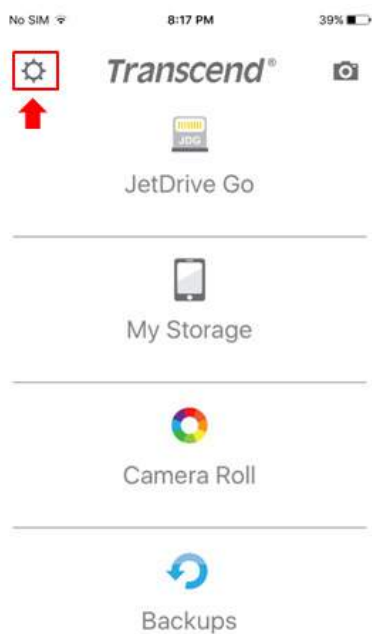 No SIM 8:17 PM 39%
Transcend®
JDG
JetDrive Go
My Storage
Camera Roll
Backups